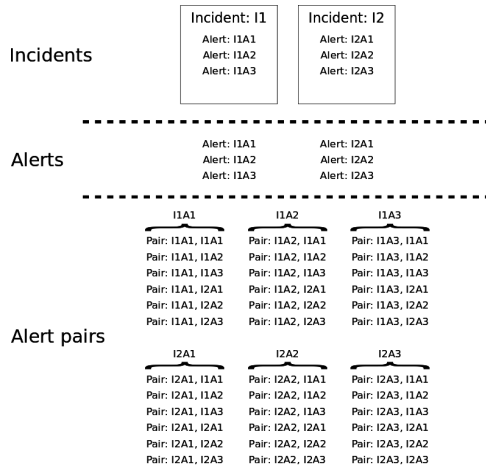 Incidents
Incident: I1
Alert: I1A1
Alert: I1A2
Alert: I1A3
Incident: I2
Alert: I2A1
Alert: I2A2
Alert: I2A3
Alerts
Alert: I1A1
Alert: I1A2
Alert: I1A3
Alert: I2A1
Alert: I2A2
Alert: I2A3
Alert pairs
I1A1
Pair: I1A1, I1A1
Pair: I1A1, I1A2
Pair: I1A1, I1A3
Pair: I1A1, I2A1
Pair: I1A1, I2A2
Pair: I1A1, I2A3
I1A2
Pair: I1A2, I1A1
Pair: I1A2, I1A2
Pair: I1A2, I1A3
Pair: I1A2, I2A1
Pair: I1A2, I2A2
Pair: I1A2, I2A3
I1A3
Pair: I1A3, I1A1
Pair: I1A3, I1A2
Pair: I1A3, I1A3
Pair: I1A3, I2A1
Pair: I1A3, I2A2
Pair: I1A3, I2A3
I2A1
Pair: I2A1, I1A1
Pair: I2A1, I1A2
Pair: I2A1, I1A3
Pair: I2A1, I2A1
Pair: I2A1, I2A2
Pair: I2A1, I2A3
I2A2
Pair: I2A2, I1A1
Pair: I2A2, I1A2
Pair: I2A2, I1A3
Pair: I2A2, I2A1
Pair: I2A2, I2A2
Pair: I2A2, I2A3
I2A3
Pair: I2A3, I1A1
Pair: I2A3, I1A2
Pair: I2A3, I1A3
Pair: I2A3, I2A1
Pair: I2A3, I2A2
Pair: I2A3, I2A3